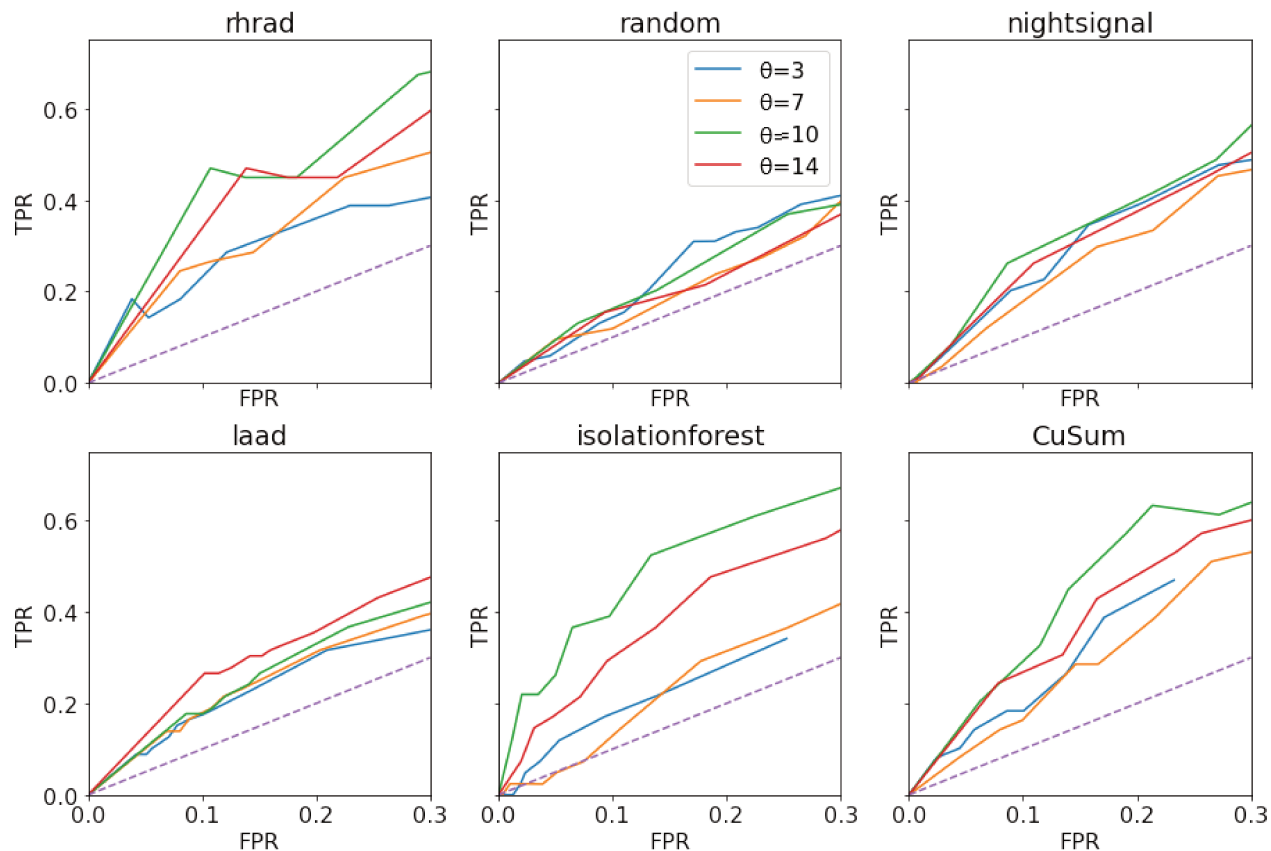 rhrad
random
nightsignal
TPR
0.6
0.4
0.2
0.0
FPR
TPR
θ=3
θ=7
θ=10
θ=14
FPR
TPR
FPR
laad
isolationforest
CuSum
TPR
0.6
0.4
0.2
0.0
0.0 0.1 0.2 0.3
FPR
TPR
0.0 0.1 0.2 0.3
FPR
TPR
0.0 0.1 0.2 0.3
FPR